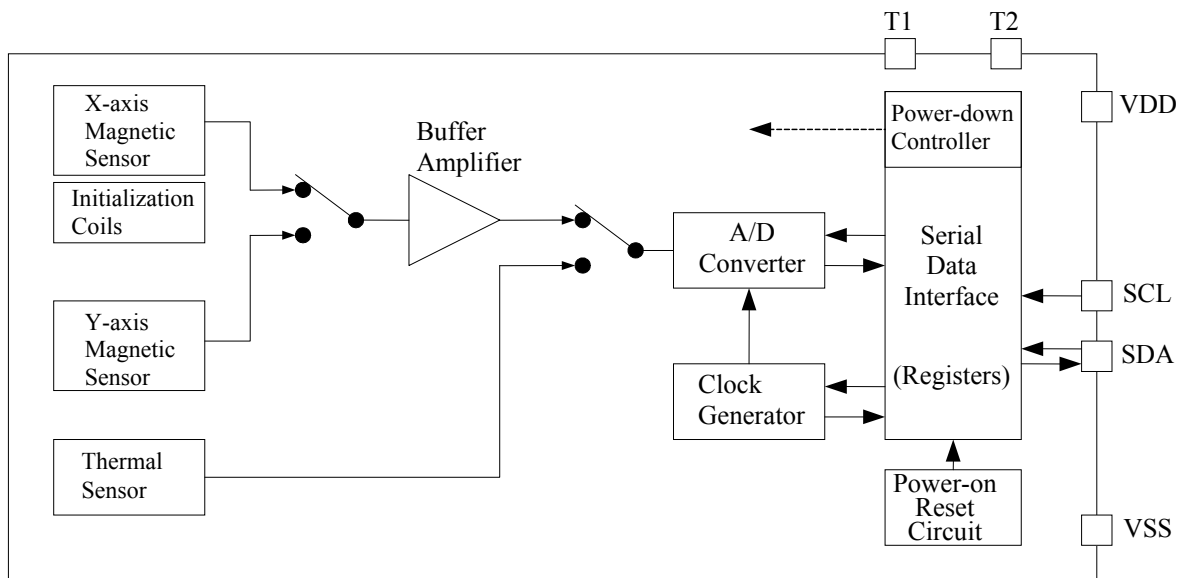 T1
T2
VDD
X-axis
Magnetic
Sensor
Initialization
Coils
Buffer
Amplifier
Power-down
Controller
A/D
Converter
Serial
Data
Interface
(Registers)
SCL
SDA
Y-axis
Magnetic
Sensor
Clock
Generator
Thermal
Sensor
Power-on
Reset
Circuit
VSS